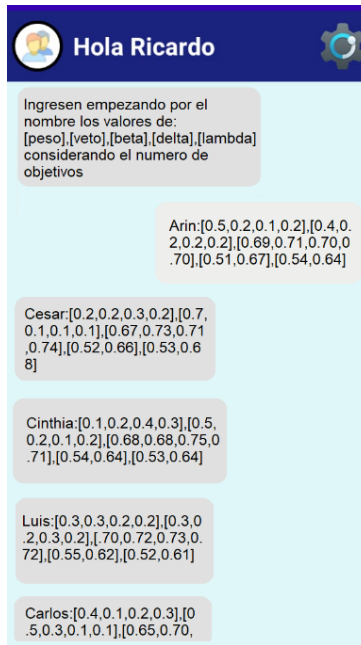 Hola Ricardo
Ingresen empezando por el
nombre los valores de:
[peso],[veto],[beta],[delta],[lambda]
considerando el numero de
objetivos
Arin:[0.5,0.2,0.1,0.2],[0.4,0.
2,0.2,0.2],[0.69,0.71,0.70,0
.70],[0.51,0.67],[0.54,0.64]
Cesar:[0.2,0.2,0.3,0.2],[0.7,
0.1,0.1,0.1],[0.67,0.73,0.71
,0.74],[0.52,0.66],[0.53,0.6
8]
Cinthia:[0.1,0.2,0.4,0.3],[0.5,
0.2,0.1,0.2],[0.68,0.68,0.75,0
.71],[0.54,0.64],[0.53,0.64]
Luis:[0.3,0.3,0.2,0.2],[0.3,0
.2,0.3,0.2],[.70,0.72,0.73,0.
72],[0.55,0.62],[0.52,0.61]
Carlos:[0.4,0.1,0.2,0.3],[0
.5,0.3,0.1,0.1],[0.65,0.70,